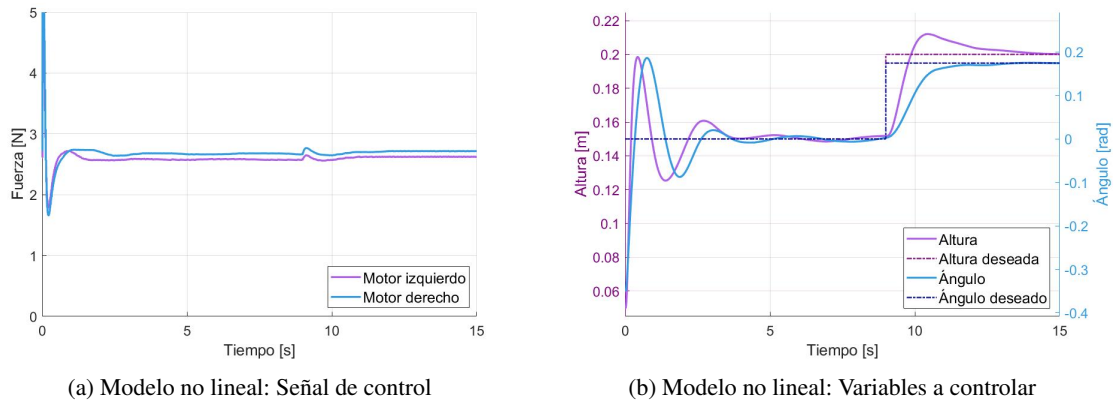 5
4
3
2
1
0
Fuerza [N]
0
5
10
15
Tiempo [s]
Motor izquierdo
Motor derecho
(a) Modelo no lineal: Señal de control
0.22
0.2
0.18
0.16
0.14
0.12
0.1
0.08
0.06
Altura [m]
0.2
0.1
0
-0.1
-0.2
-0.3
-0.4
Ángulo [rad]
0
5
10
15
Tiempo [s]
Altura
Altura deseada
Ángulo
Ángulo deseado
(b) Modelo no lineal: Variables a controlar